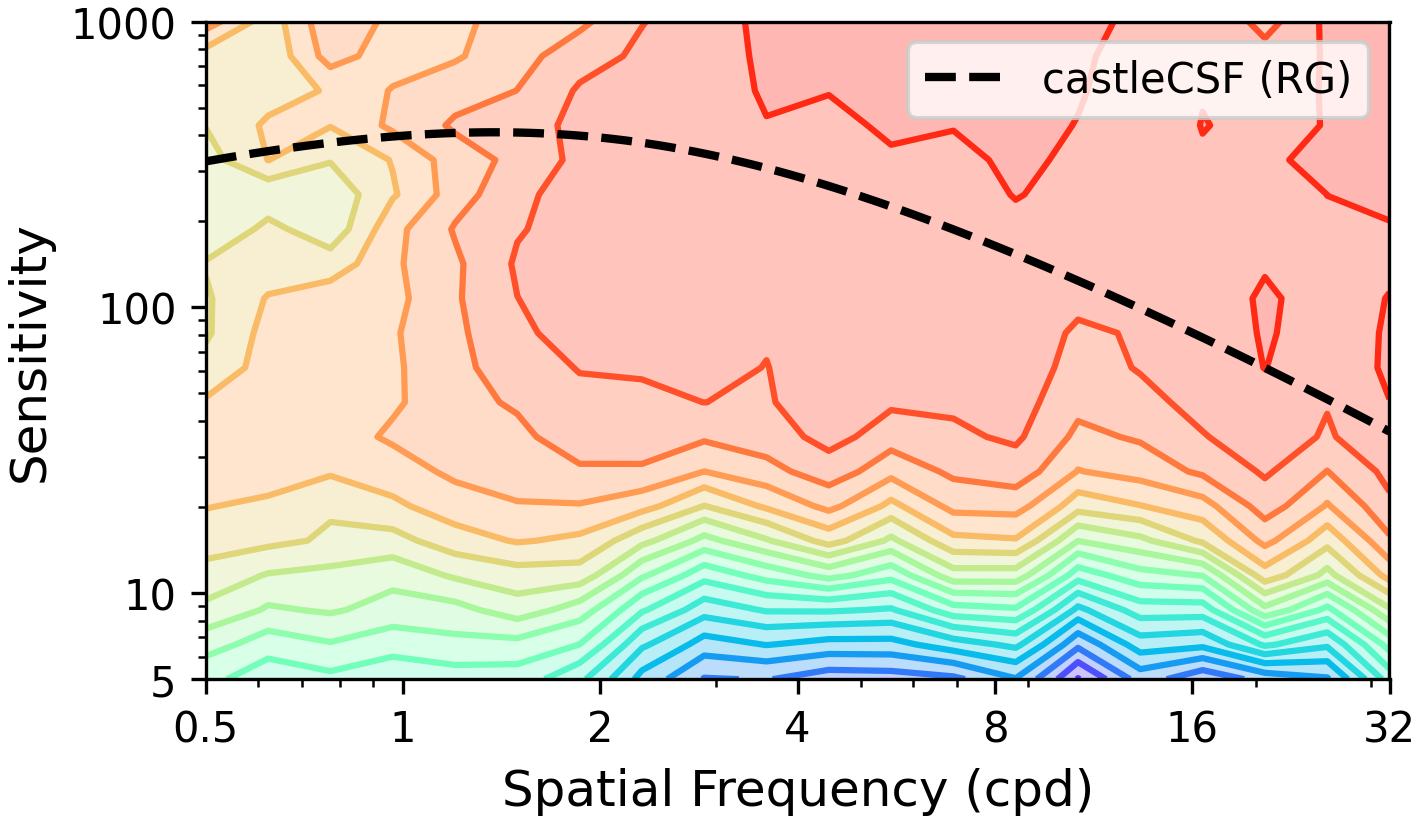 1000
castleCSF (RG)
100
Sensitivity
10
5
0.5 1 2 4 8 16 32
Spatial Frequency (cpd)